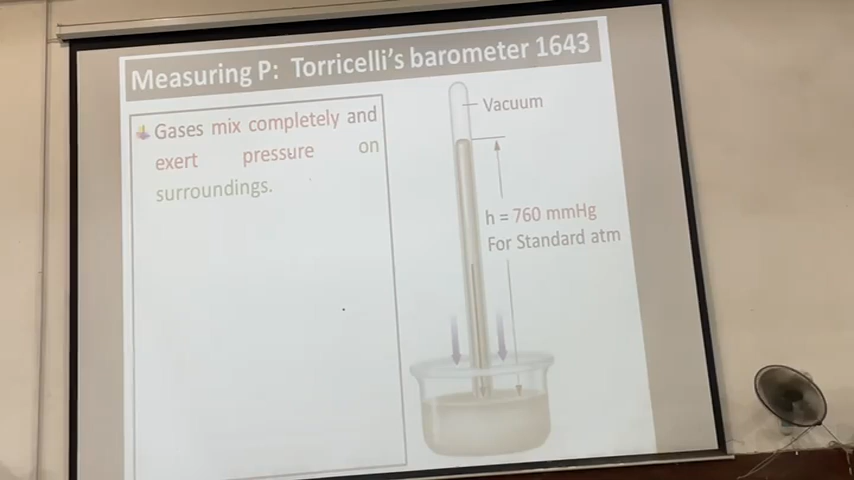 Measuring P: Torricelli's barometer 1643
Gases mix completely and
exert pressure on
surroundings.
Vacuum
h = 760 mmHg
For Standard atm